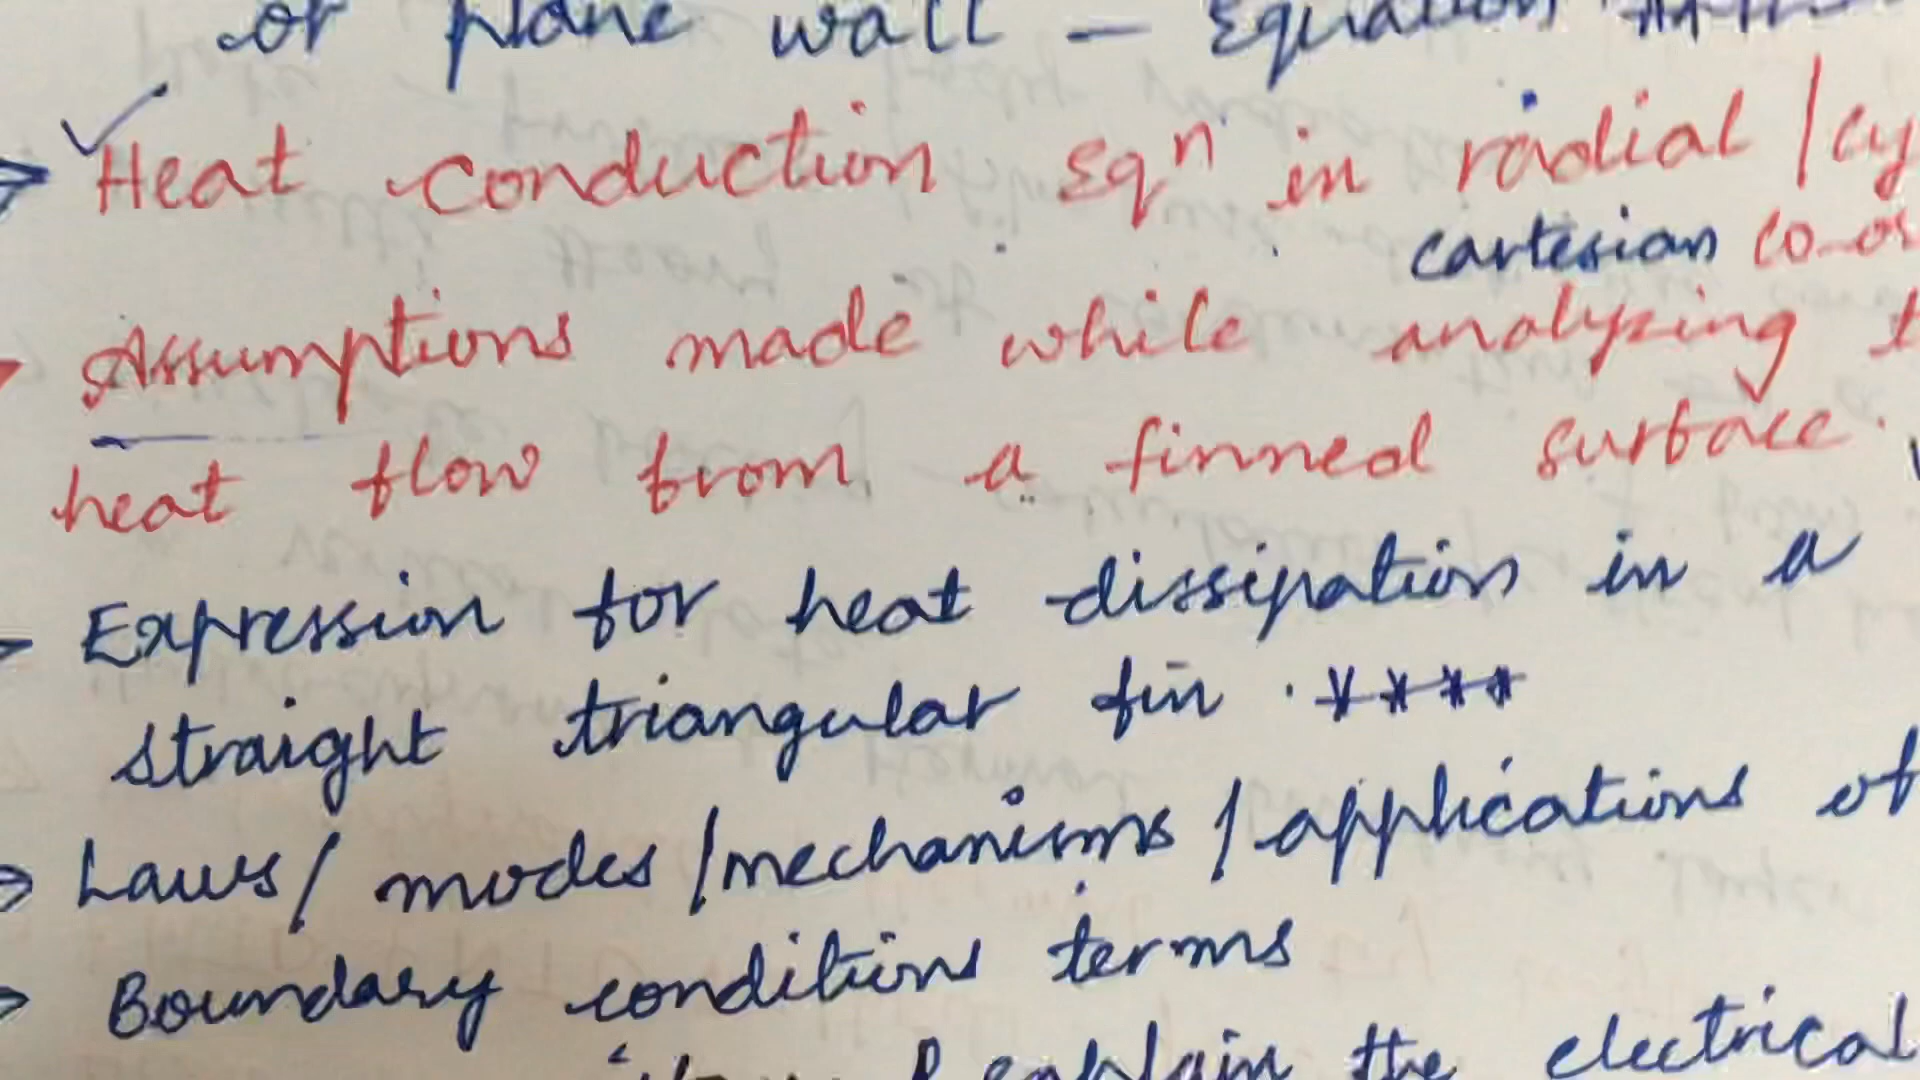 of plane wall – Equation
Heat conduction Eqⁿ in radial /cy
cartesian co-or
Assumptions made while analyzing t
heat flow from a finned surface.
Expression for heat dissipation in a
straight triangular fin . ****
Laws/ modes /mechanisms /applications of
Boundary conditions terms
explain the electrical